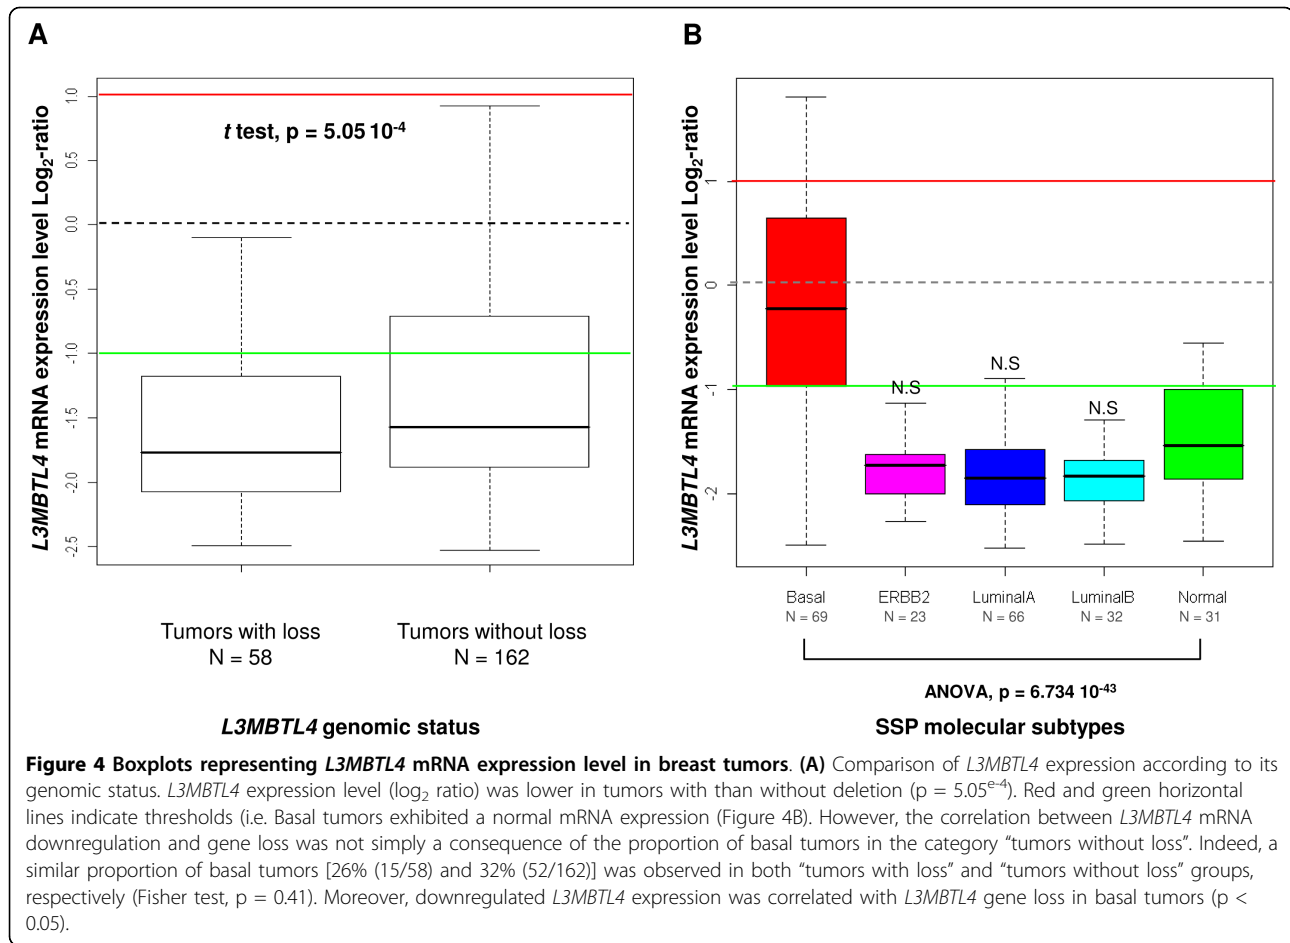 A
B
L3MBTL4 mRNA expression level Log2-ratio
1.0
0.5
0.0
-0.5
-1.0
-1.5
-2.0
-2.5
t test, p = 5.05 10-4
Tumors with loss
N = 58
Tumors without loss
N = 162
L3MBTL4 genomic status
L3MBTL4 mRNA expression level Log2-ratio
1
0
-1
-2
N.S
N.S
N.S
Basal
N = 69
ERBB2
N = 23
LuminalA
N = 66
LuminalB
N = 32
Normal
N = 31
ANOVA, p = 6.734 10-43
SSP molecular subtypes
Figure 4 Boxplots representing L3MBTL4 mRNA expression level in breast tumors. (A) Comparison of L3MBTL4 expression according to its
genomic status. L3MBTL4 expression level (log2 ratio) was lower in tumors with than without deletion (p = 5.05e-4). Red and green horizontal
lines indicate thresholds (i.e. Basal tumors exhibited a normal mRNA expression (Figure 4B). However, the correlation between L3MBTL4 mRNA
downregulation and gene loss was not simply a consequence of the proportion of basal tumors in the category “tumors without loss”. Indeed, a
similar proportion of basal tumors [26% (15/58) and 32% (52/162)] was observed in both “tumors with loss” and “tumors without loss” groups,
respectively (Fisher test, p = 0.41). Moreover, downregulated L3MBTL4 expression was correlated with L3MBTL4 gene loss in basal tumors (p <
0.05).